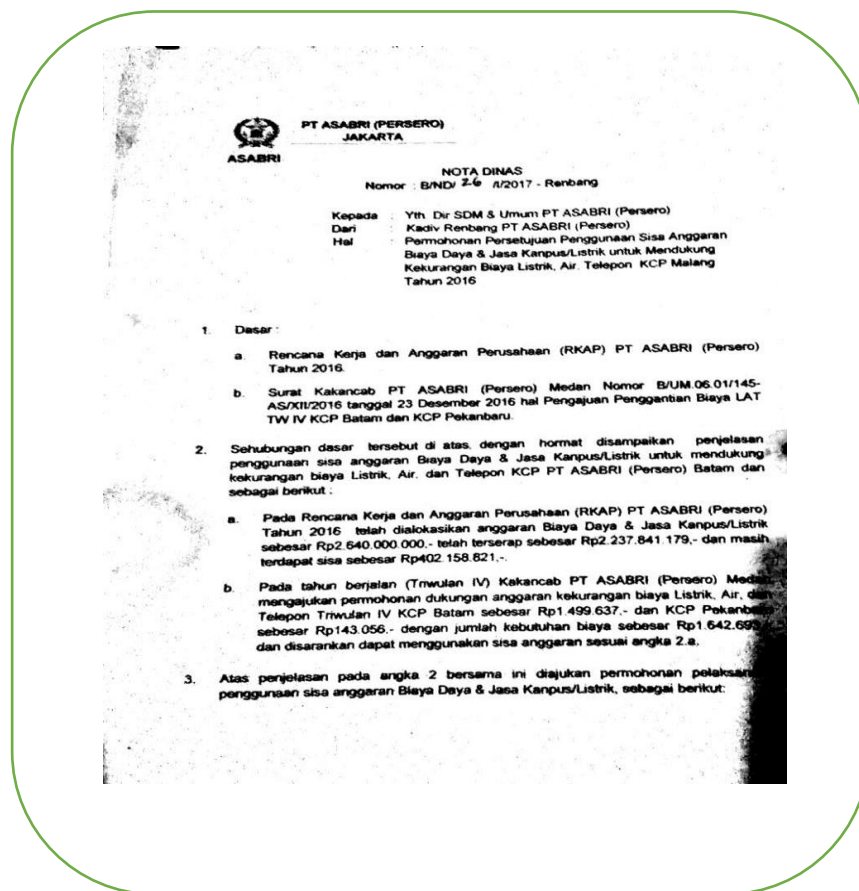 PT ASABRI (PERSERO)
JAKARTA
ASABRI
NOTA DINAS
Nomor : B/ND/ 26 /I/2017 - Renbang
Kepada : Yth. Dir SDM & Umum PT ASABRI (Persero)
Dari : Kadiv Renbang PT ASABRI (Persero)
Hal : Permohonan Persetujuan Penggunaan Sisa Anggaran
Biaya Daya & Jasa Kanpus/Listrik untuk Mendukung
Kekurangan Biaya Listrik, Air, Telepon KCP Malang
Tahun 2016
1. Dasar :
a. Rencana Kerja dan Anggaran Perusahaan (RKAP) PT ASABRI (Persero)
Tahun 2016.
b. Surat Kakancab PT ASABRI (Persero) Medan Nomor B/UM.06.01/145-
AS/XII/2016 tanggal 23 Desember 2016 hal Pengajuan Penggantian Biaya LAT
TW IV KCP Batam dan KCP Pekanbaru.
2. Sehubungan dasar tersebut di atas, dengan hormat disampaikan penjelasan
penggunaan sisa anggaran Biaya Daya & Jasa Kanpus/Listrik untuk mendukung
kekurangan biaya Listrik, Air, dan Telepon KCP PT ASABRI (Persero) Batam dan
sebagai berikut :
a. Pada Rencana Kerja dan Anggaran Perusahaan (RKAP) PT ASABRI (Persero)
Tahun 2016 telah dialokasikan anggaran Biaya Daya & Jasa Kanpus/Listrik
sebesar Rp2.640.000.000,- telah terserap sebesar Rp2.237.841.179,- dan masih
terdapat sisa sebesar Rp402.158.821,-.
b. Pada tahun berjalan (Triwulan IV) Kakancab PT ASABRI (Persero) Medan
mengajukan permohonan dukungan anggaran kekurangan biaya Listrik, Air, dan
Telepon Triwulan IV KCP Batam sebesar Rp1.499.637,- dan KCP
sebesar Rp143.056,- dengan jumlah kebutuhan biaya sebesar
dan disarankan dapat menggunakan sisa anggaran sesuai angka 2.a.
3. Atas penjelasan pada angka 2 bersama ini diajukan permohonan
penggunaan sisa anggaran Biaya Daya & Jasa Kanpus/Listrik, sebagai berikut: